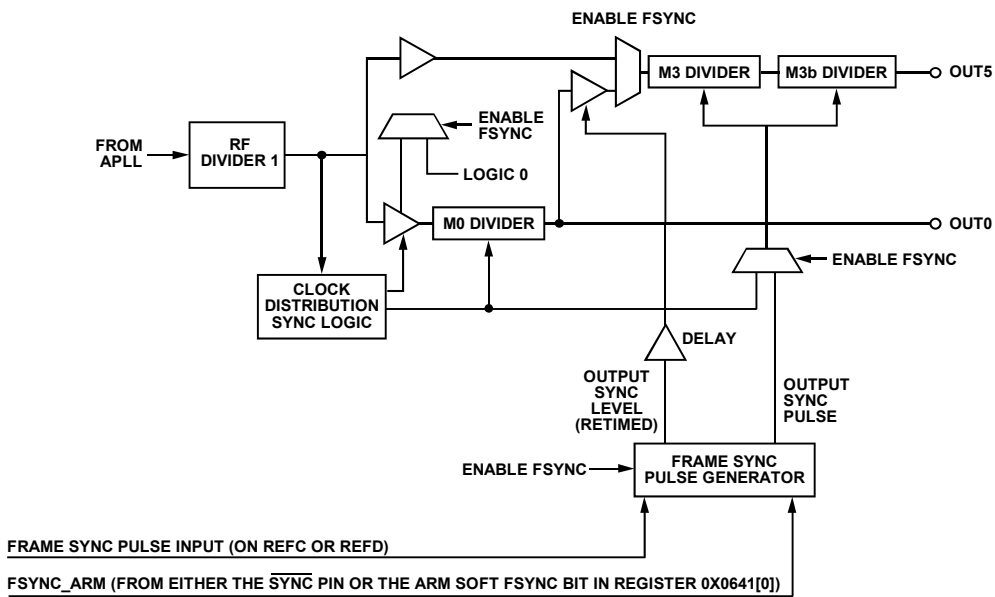 ENABLE FSYNC
M3 DIVIDER
M3b DIVIDER
OUT5
ENABLE
FSYNC
FROM
APLL
RF
DIVIDER 1
LOGIC 0
M0 DIVIDER
OUT0
ENABLE FSYNC
CLOCK
DISTRIBUTION
SYNC LOGIC
DELAY
OUTPUT
SYNC
LEVEL
(RETIMED)
OUTPUT
SYNC
PULSE
ENABLE FSYNC
FRAME SYNC
PULSE GENERATOR
FRAME SYNC PULSE INPUT (ON REFC OR REFD)
FSYNC_ARM (FROM EITHER THE SYNC PIN OR THE ARM SOFT FSYNC BIT IN REGISTER 0X0641[0])